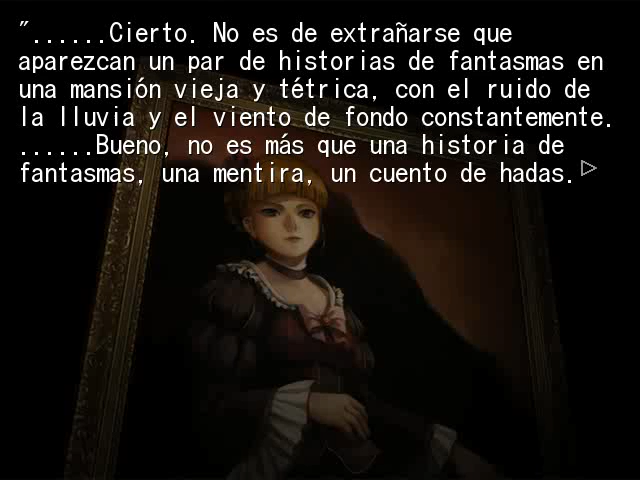 "......Cierto. No es de extrañarse que
aparezcan un par de historias de fantasmas en
una mansión vieja y tétrica, con el ruido de
la lluvia y el viento de fondo constantemente.
......Bueno, no es más que una historia de
fantasmas, una mentira, un cuento de hadas.